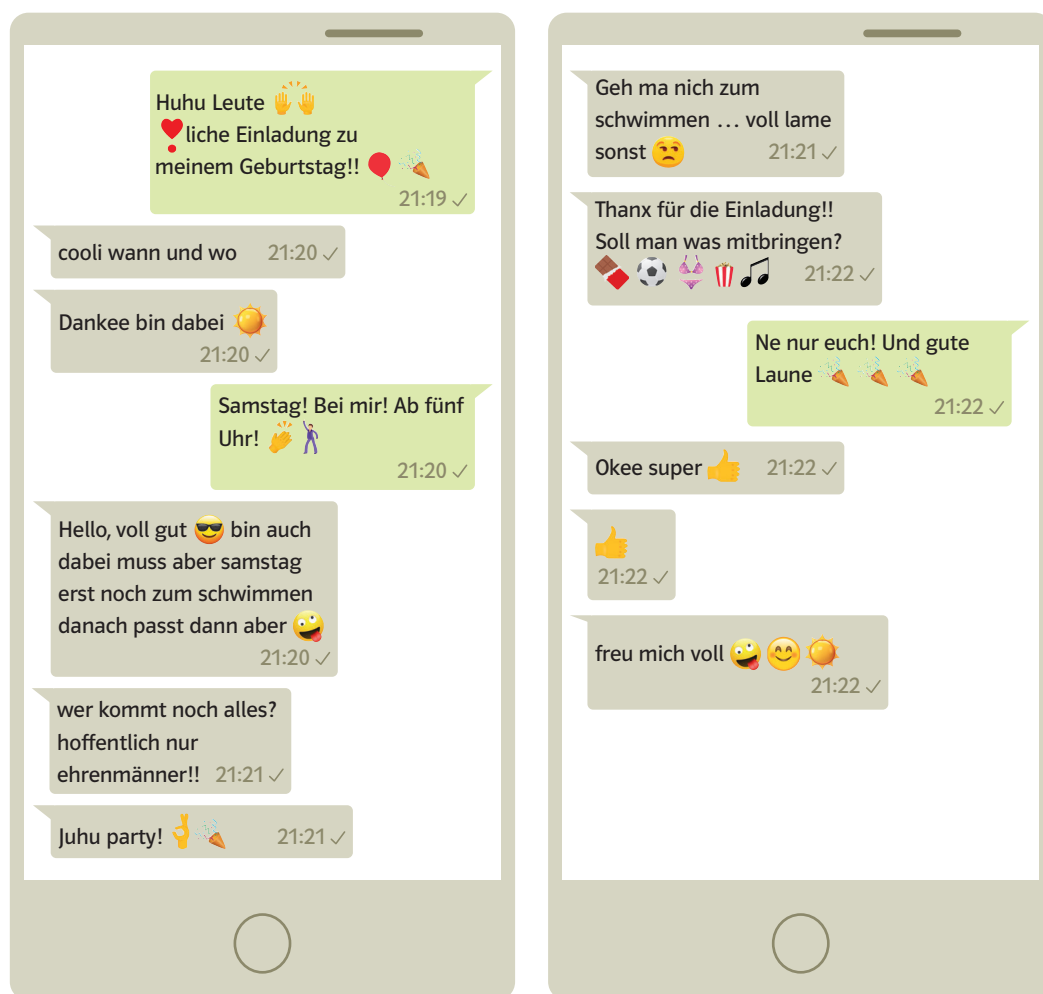 Huhu Leute 🙌
❣️liche Einladung zu
meinem Geburtstag!! 🎈 🎉
21:19 ✓
cooli wann und wo 21:20 ✓
Dankee bin dabei ☀️
21:20 ✓
Samstag! Bei mir! Ab fünf
Uhr! 👏 🕺
21:20 ✓
Hello, voll gut 😎 bin auch
dabei muss aber samstag
erst noch zum schwimmen
danach passt dann aber 🤪
21:20 ✓
wer kommt noch alles?
hoffentlich nur
ehrenmänner!! 21:21 ✓
Juhu party! 🤞 🎉 21:21 ✓
Geh ma nich zum
schwimmen … voll lame
sonst 😒 21:21 ✓
Thanx für die Einladung!!
Soll man was mitbringen?
🍫 ⚽ 👙 🍿 🎵 21:22 ✓
Ne nur euch! Und gute
Laune 🎉 🎉 🎉
21:22 ✓
Okee super 👍 21:22 ✓
👍
21:22 ✓
freu mich voll 🤪 😊 ☀️
21:22 ✓